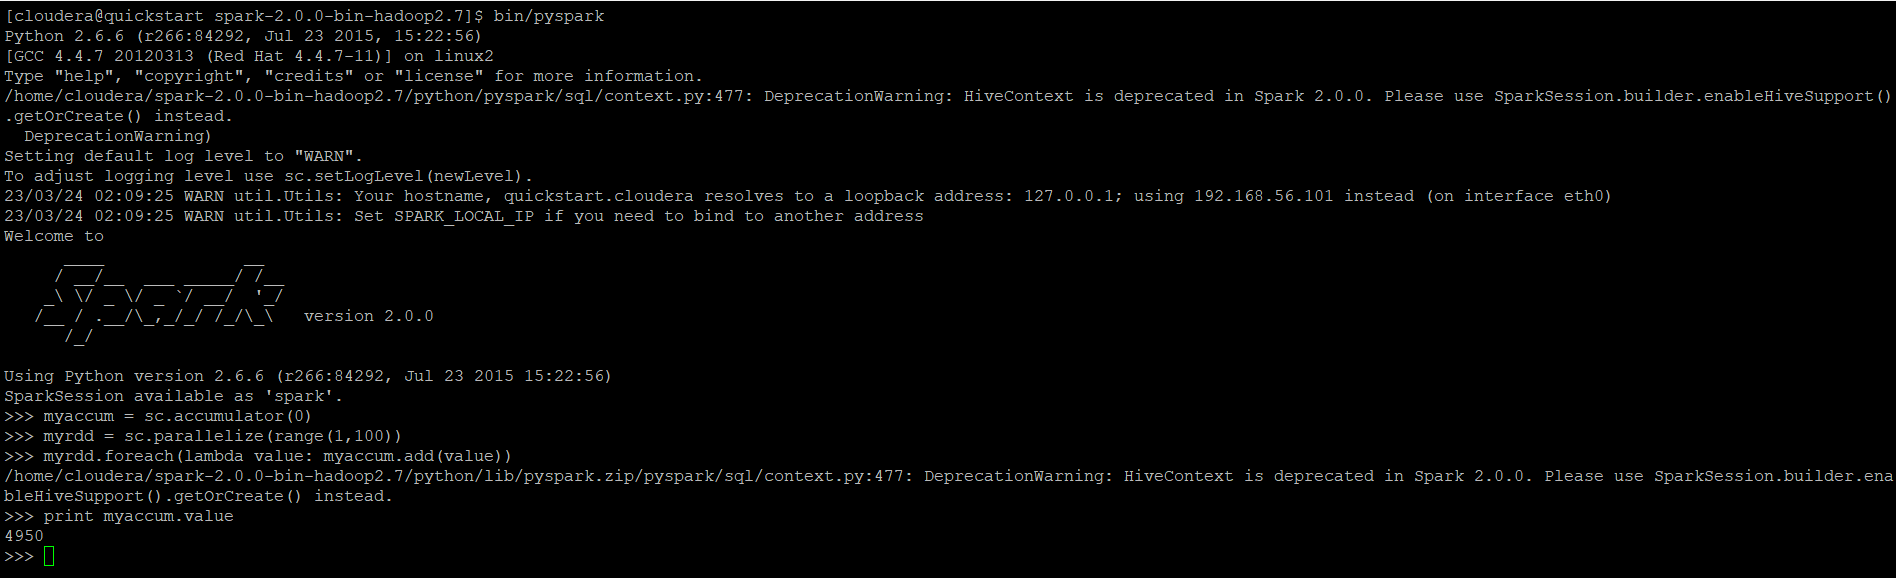 [cloudera@quickstart spark-2.0.0-bin-hadoop2.7]$ bin/pyspark
Python 2.6.6 (r266:84292, Jul 23 2015, 15:22:56)
[GCC 4.4.7 20120313 (Red Hat 4.4.7-11)] on linux2
Type "help", "copyright", "credits" or "license" for more information.
/home/cloudera/spark-2.0.0-bin-hadoop2.7/python/pyspark/sql/context.py:477: DeprecationWarning: HiveContext is deprecated in Spark 2.0.0. Please use SparkSession.builder.enableHiveSupport()
.getOrCreate() instead.
  DeprecationWarning)
Setting default log level to "WARN".
To adjust logging level use sc.setLogLevel(newLevel).
23/03/24 02:09:25 WARN util.Utils: Your hostname, quickstart.cloudera resolves to a loopback address: 127.0.0.1; using 192.168.56.101 instead (on interface eth0)
23/03/24 02:09:25 WARN util.Utils: Set SPARK_LOCAL_IP if you need to bind to another address
Welcome to
      ____              __
     / __/__  ___ _____/ /__
    _\ \/ _ \/ _ `/ __/  '_/
   /__ / .__/\_,_/_/ /_/\_\   version 2.0.0
      /_/
Using Python version 2.6.6 (r266:84292, Jul 23 2015 15:22:56)
SparkSession available as 'spark'.
>>> myaccum = sc.accumulator(0)
>>> myrdd = sc.parallelize(range(1,100))
>>> myrdd.foreach(lambda value: myaccum.add(value))
/home/cloudera/spark-2.0.0-bin-hadoop2.7/python/lib/pyspark.zip/pyspark/sql/context.py:477: DeprecationWarning: HiveContext is deprecated in Spark 2.0.0. Please use SparkSession.builder.ena
bleHiveSupport().getOrCreate() instead.
>>> print myaccum.value
4950
>>>